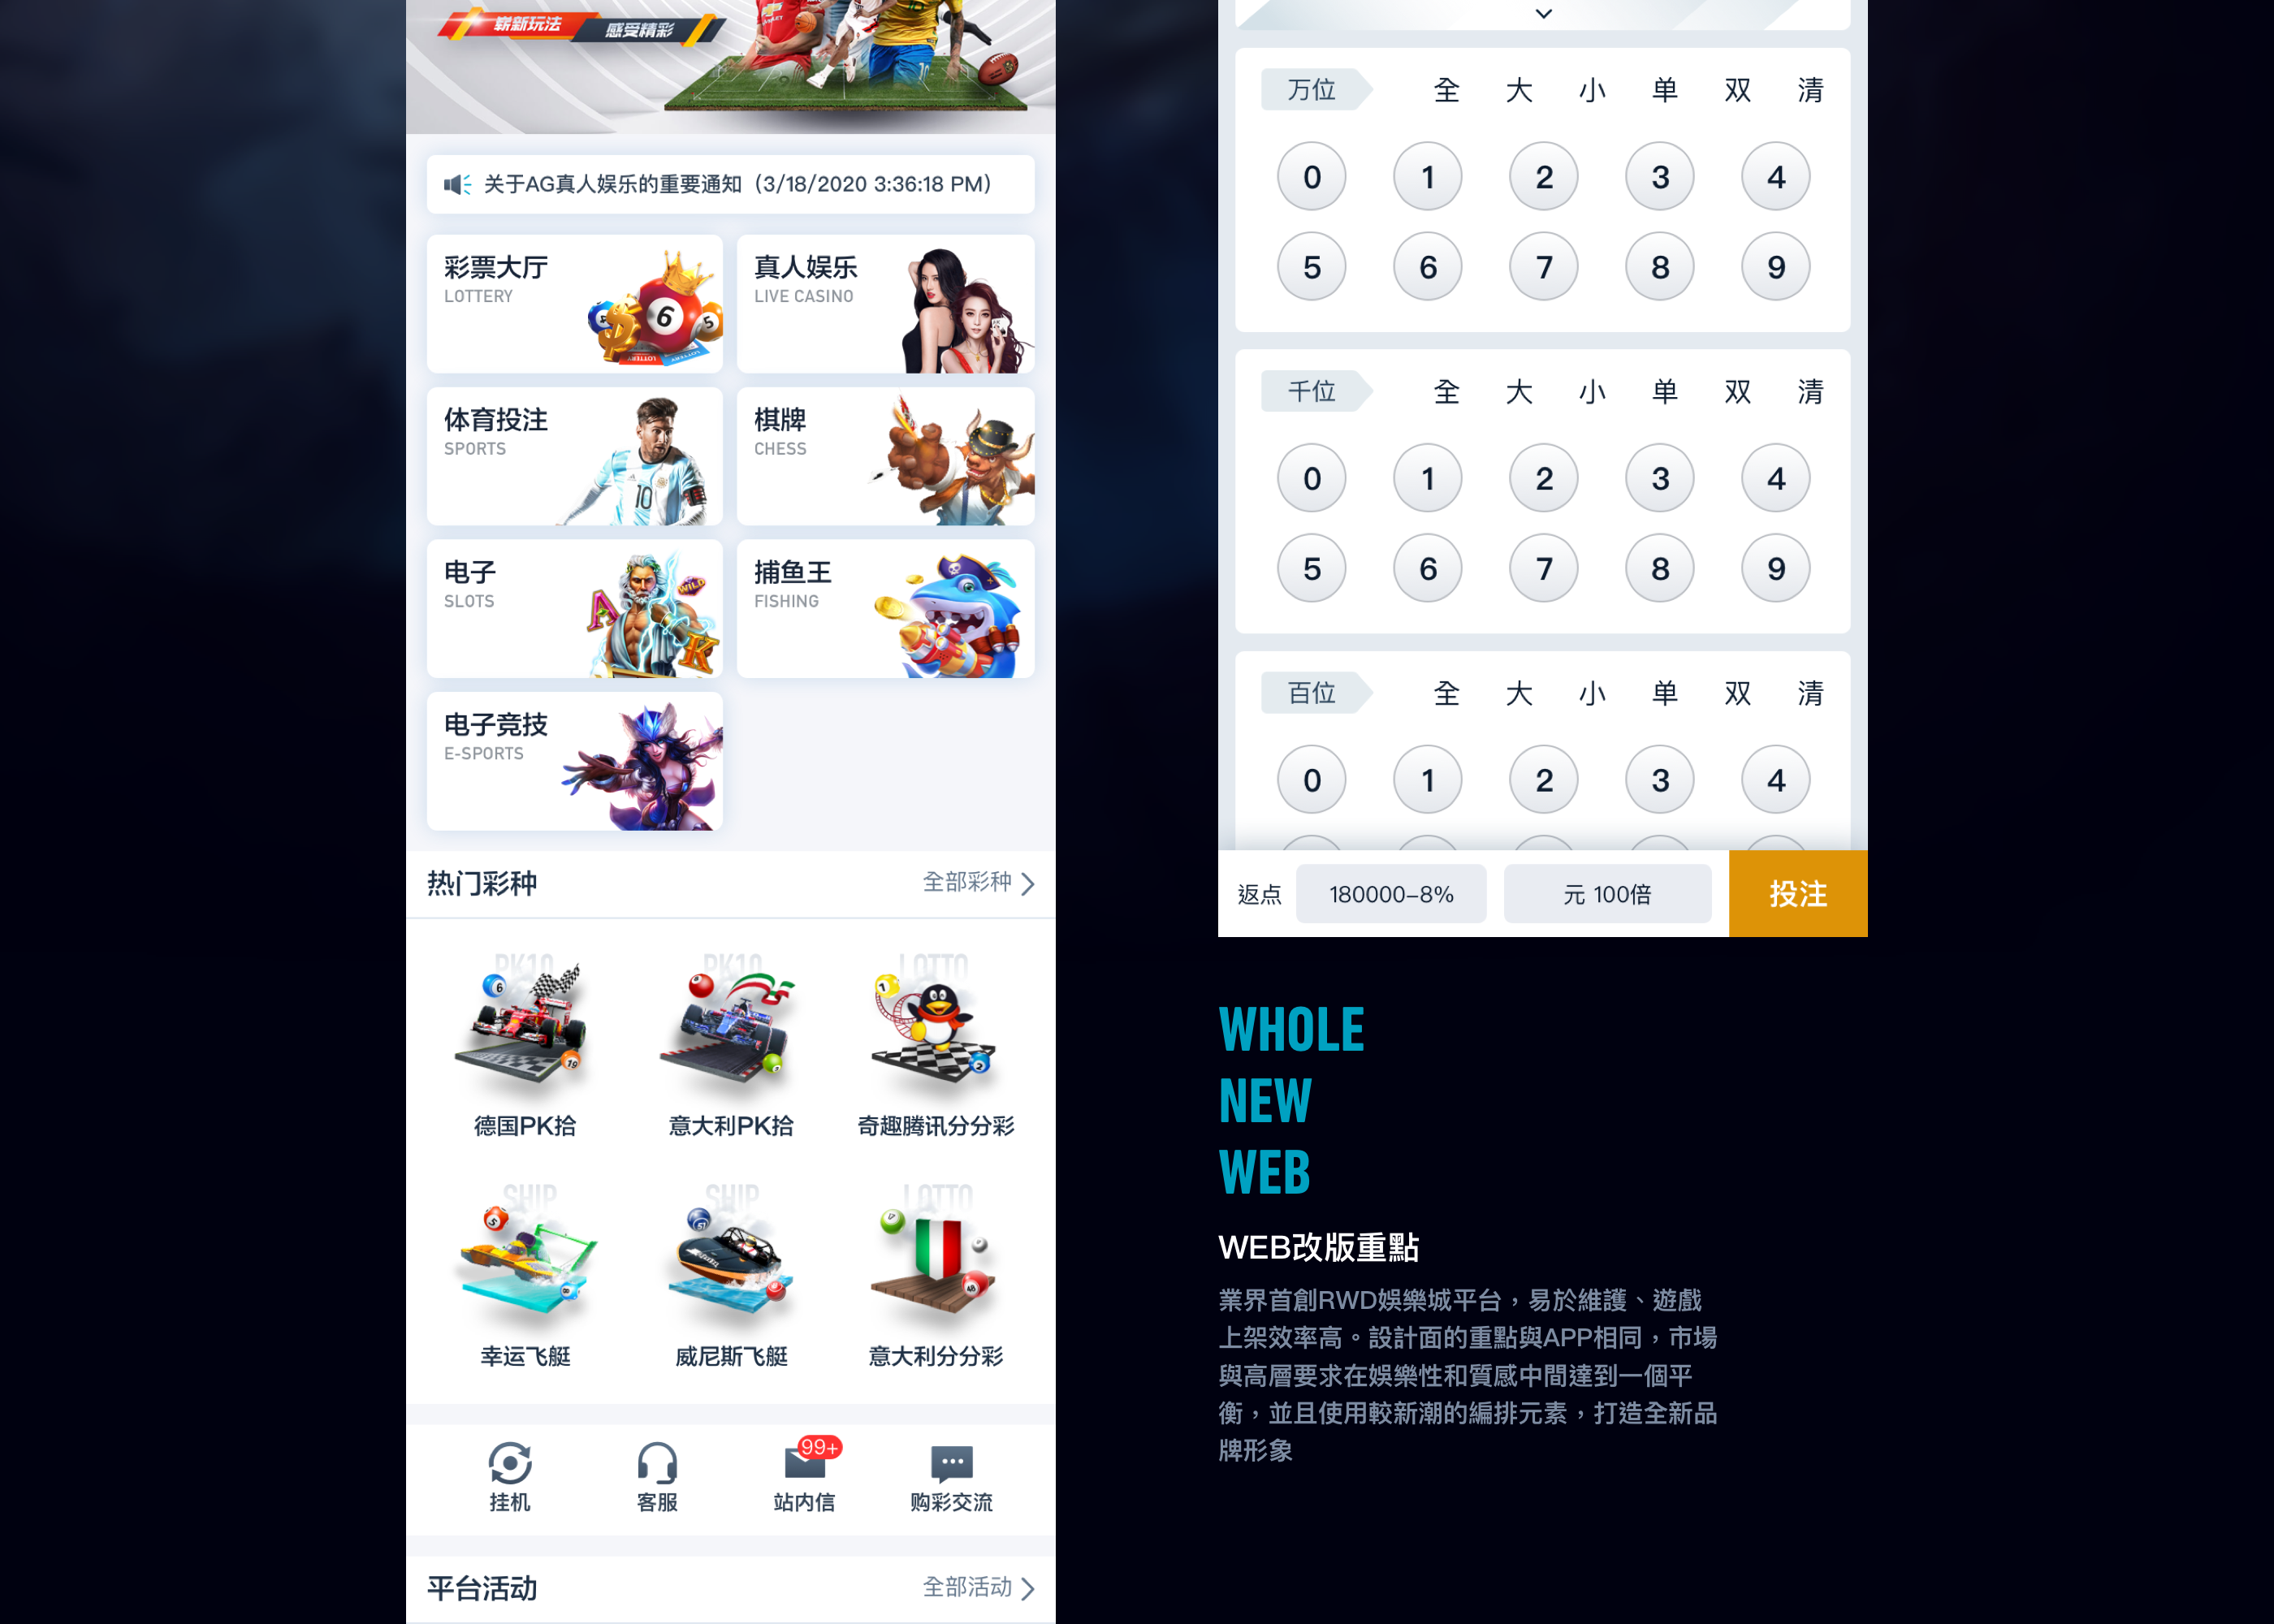 崭新玩法
感受精彩
关于AG真人娱乐的重要通知（3/18/2020 3:36:18 PM）
彩票大厅
LOTTERY
真人娱乐
LIVE CASINO
体育投注
SPORTS
棋牌
CHESS
电子
SLOTS
捕鱼王
FISHING
电子竞技
E-SPORTS
热门彩种
全部彩种
PK10
PK10
LOTTO
德国PK拾
意大利PK拾
奇趣腾讯分分彩
SHIP
SHIP
LOTTO
幸运飞艇
威尼斯飞艇
意大利分分彩
99+
挂机
客服
站内信
购彩交流
平台活动
全部活动
万位 全 大 小 单 双 清
0 1 2 3 4
5 6 7 8 9
千位 全 大 小 单 双 清
0 1 2 3 4
5 6 7 8 9
百位 全 大 小 单 双 清
0 1 2 3 4
返点 180000-8% 元 100倍 投注
WHOLE
NEW
WEB
WEB改版重點
業界首創RWD娛樂城平台，易於維護、遊戲
上架效率高。設計面的重點與APP相同，市場
與高層要求在娛樂性和質感中間達到一個平
衡，並且使用較新潮的編排元素，打造全新品
牌形象